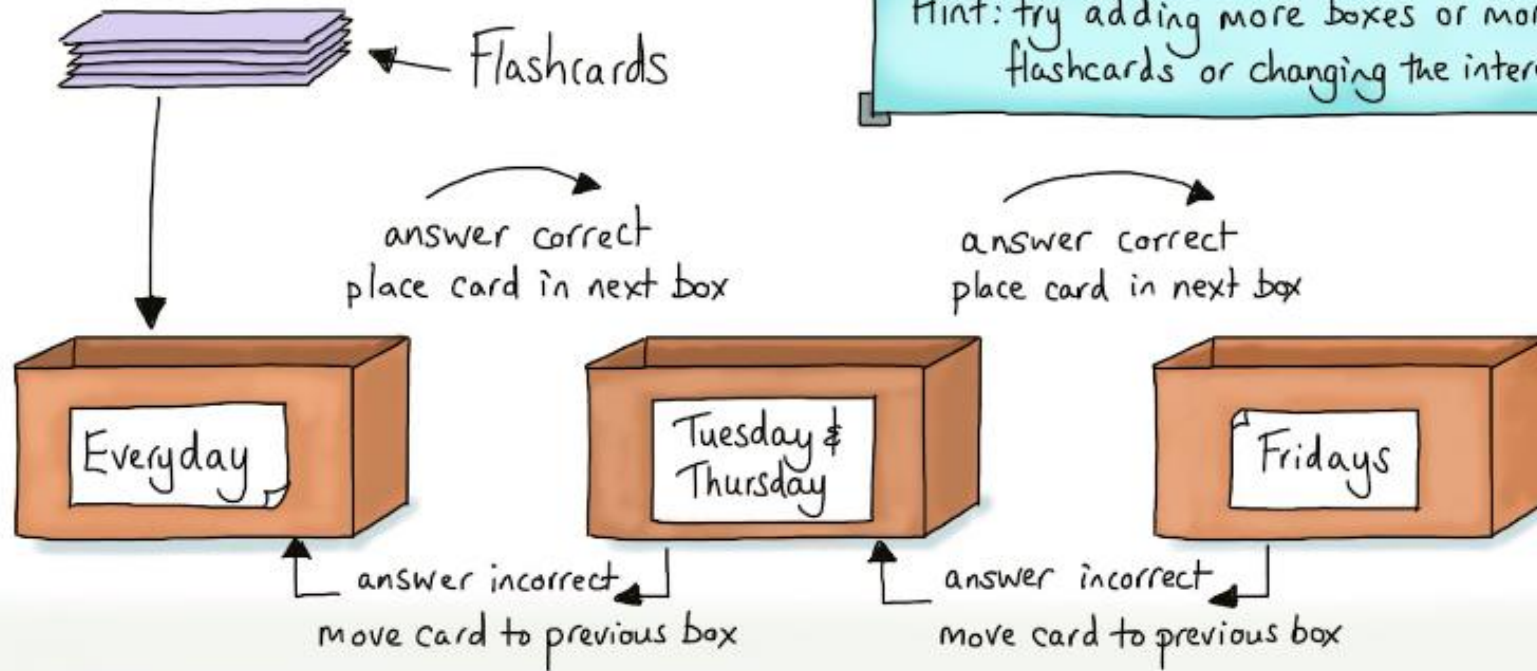 Hint: try adding more boxes or
flashcards or changing the
Flashcards
answer correct
place card in next box
answer correct
place card in next box
Everyday
Tuesday &
Thursday
Fridays
answer incorrect
move card to previous box
answer incorrect
move card to previous box